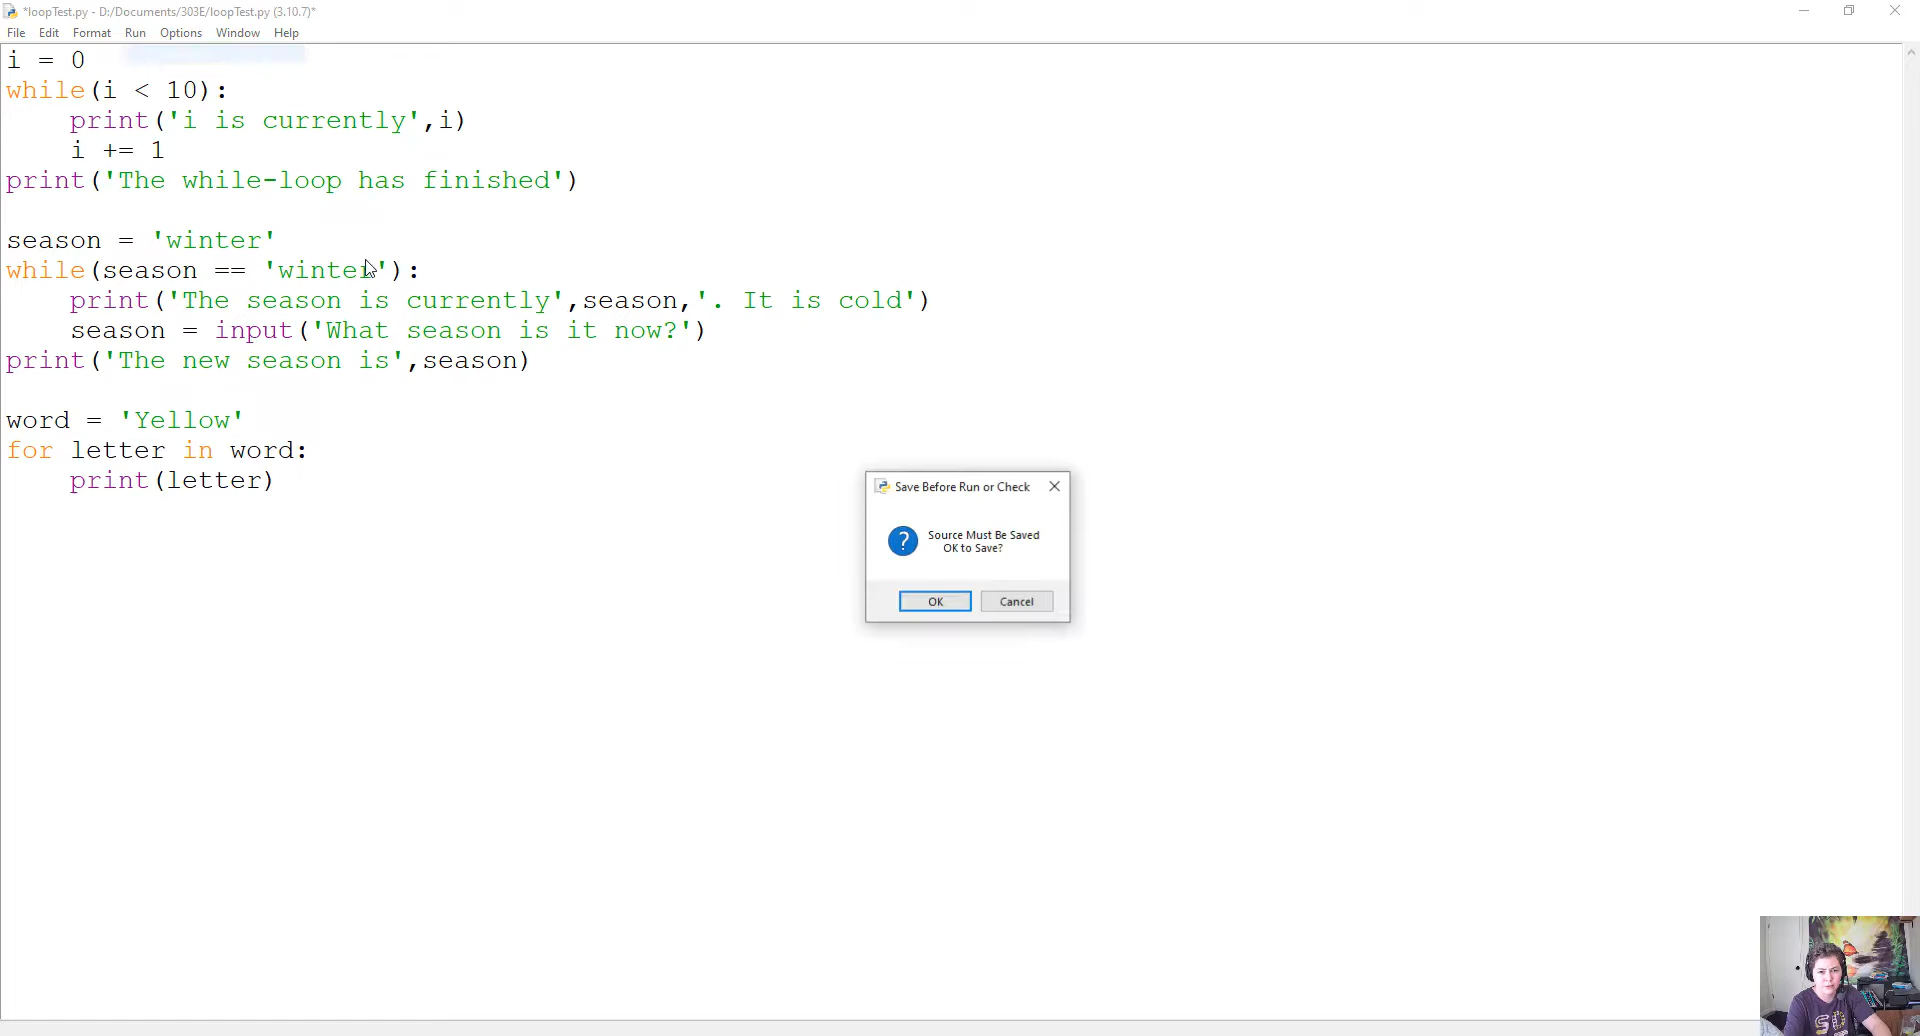 *loopTest.py - D:/Documents/303E/loopTest.py (3.10.7)*
File Edit Format Run Options Window Help
i = 0
while(i < 10):
    print('i is currently',i)
    i += 1
print('The while-loop has finished')
season = 'winter'
while(season == 'winter'):
    print('The season is currently',season,'. It is cold')
    season = input('What season is it now?')
print('The new season is',season)
word = 'Yellow'
for letter in word:
    print(letter)
Save Before Run or Check
?
Source Must Be Saved
OK to Save?
OK Cancel